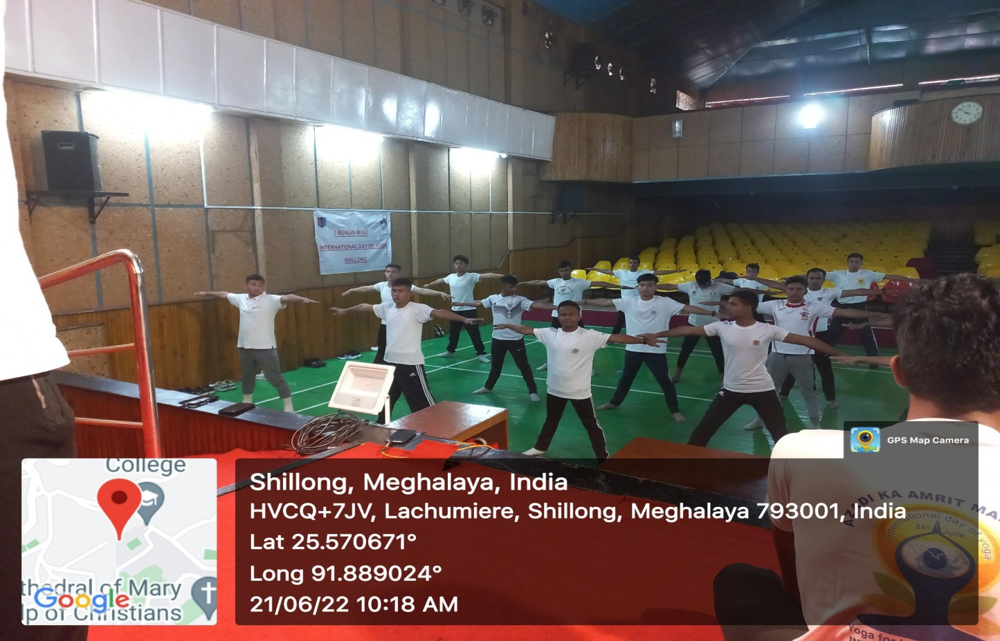 2 MEGHALAYA BN NCC
INTERNATIONAL DAY OF YOGA
SHILLONG
GPS Map Camera
College
thedral of Mary
lp of Christians
Google
Shillong, Meghalaya, India
HVCQ+7JV, Lachumiere, Shillong, Meghalaya 793001, India
Lat 25.570671°
Long 91.889024°
21/06/22 10:18 AM
AZADI KA AMRIT MA
international day of yoga
21st June
Yoga for